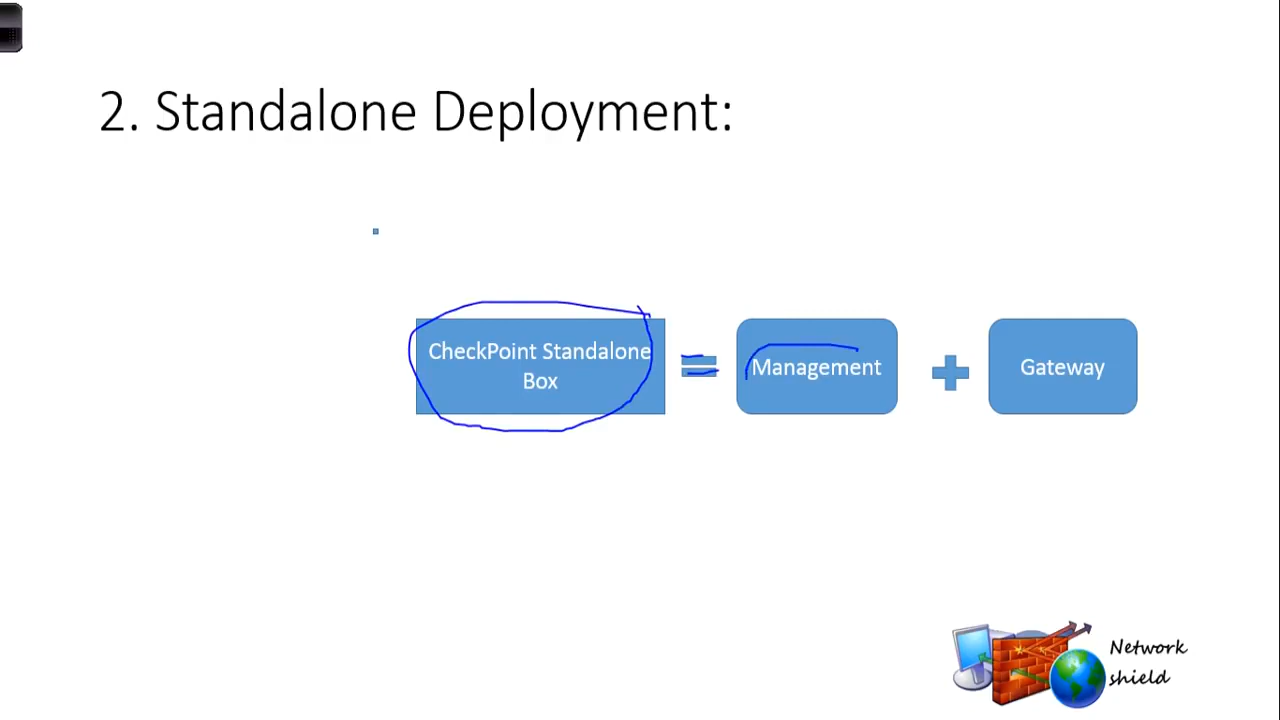 2. Standalone Deployment:
CheckPoint Standalone
Box
Management
Gateway
Network
shield